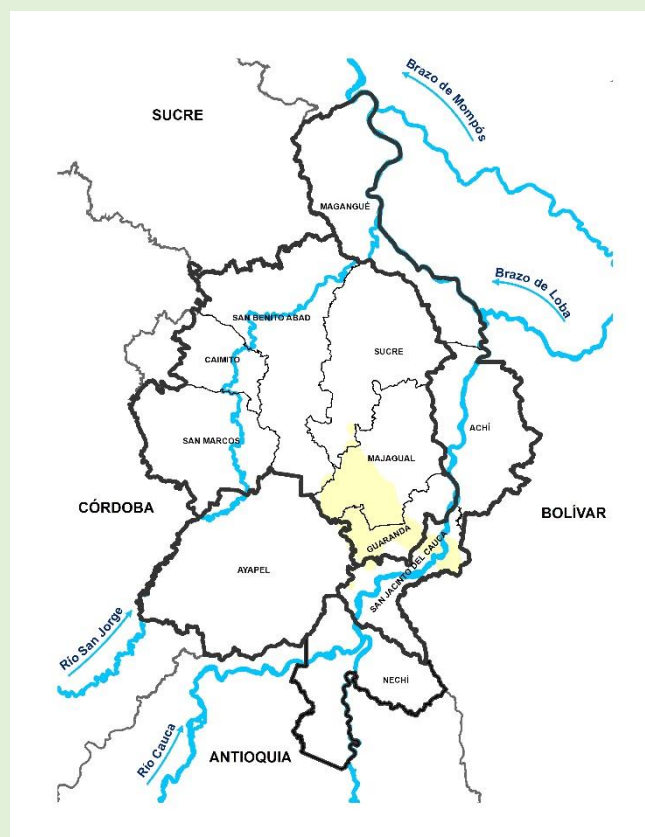 Brazo de Mompós
SUCRE
MAGANGUÉ
Brazo de Loba
SAN BENITO ABAD
SUCRE
CAIMITO
ACHÍ
SAN MARCOS
MAJAGUAL
CÓRDOBA
BOLÍVAR
GUARANDA
AYAPEL
SAN JACINTO DEL CAUCA
Río San Jorge
NECHÍ
Río Cauca
ANTIOQUIA